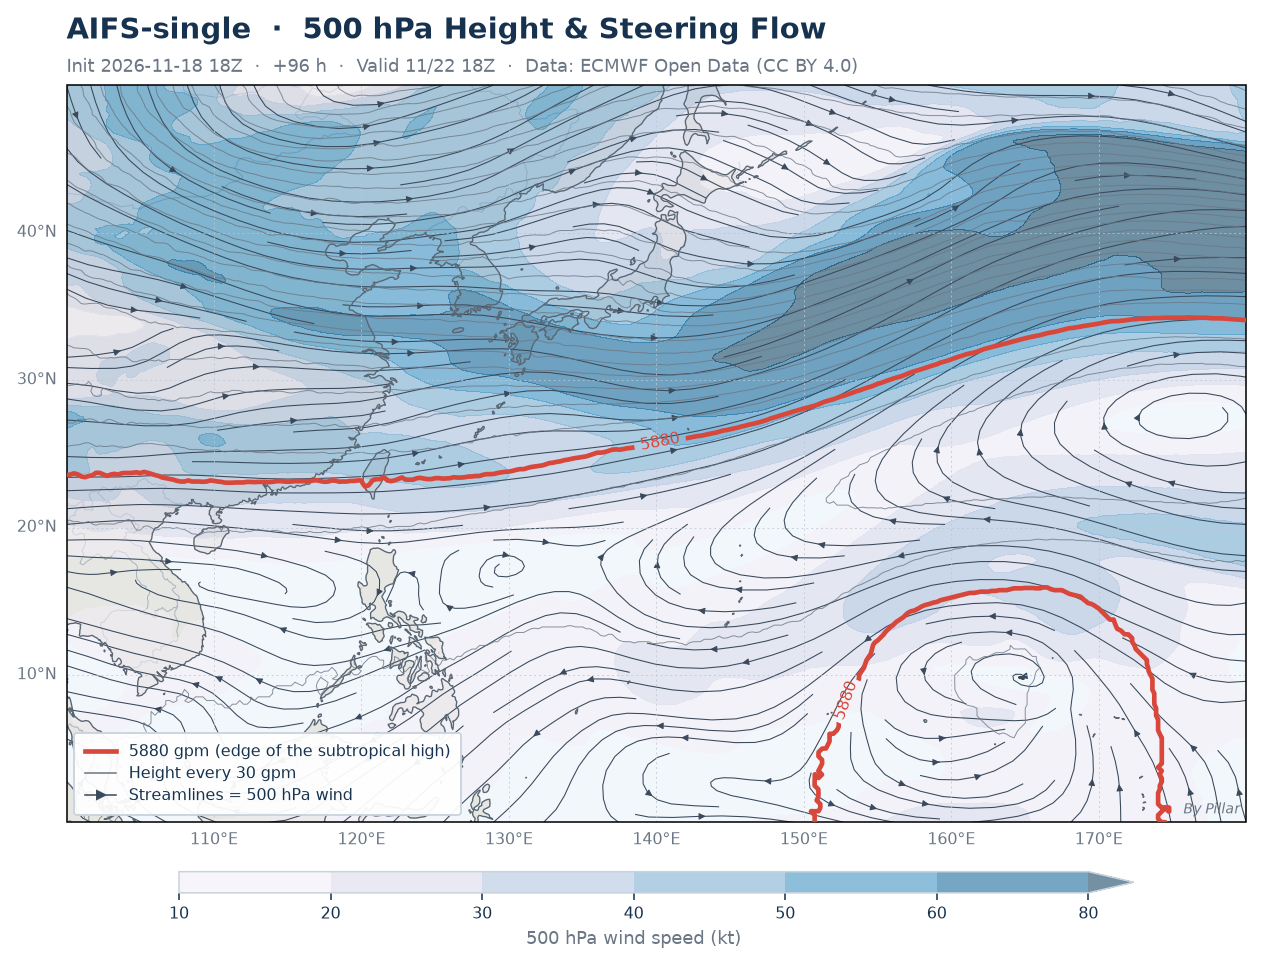 AIFS-single · 500 hPa Height & Steering Flow
Init 2026-11-18 18Z · +96 h · Valid 11/22 18Z · Data: ECMWF Open Data (CC BY 4.0)
40°N
30°N
20°N
10°N
5880
5880
5880 gpm (edge of the subtropical high)
Height every 30 gpm
Streamlines = 500 hPa wind
By Pillar
110°E 120°E 130°E 140°E 150°E 160°E 170°E
10 20 30 40 50 60 80
500 hPa wind speed (kt)